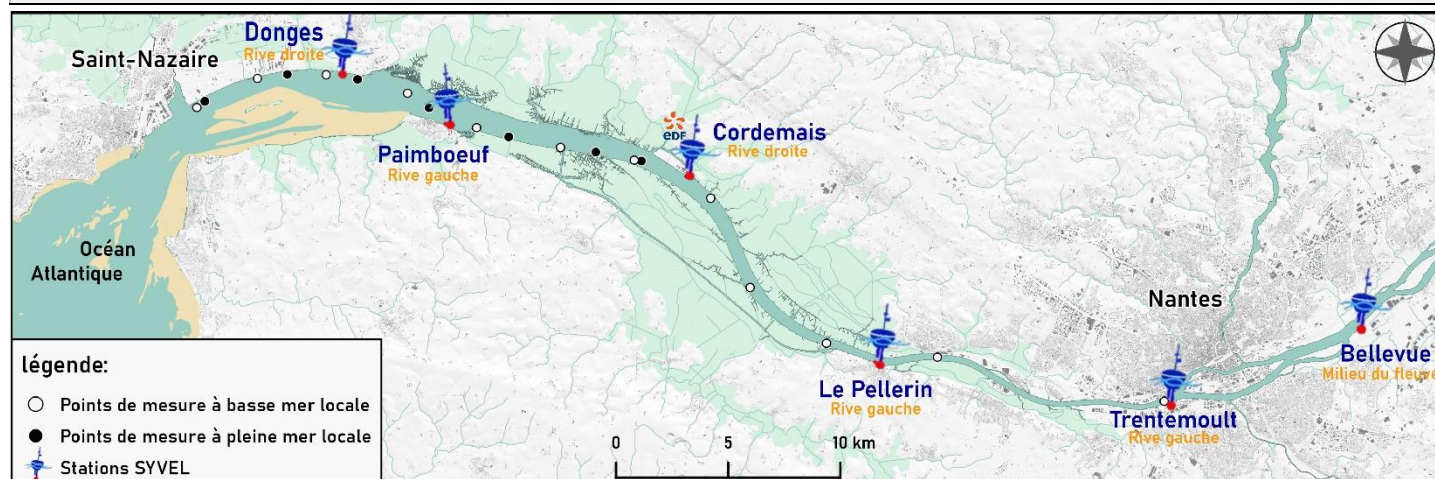 Saint-Nazaire
Donges
Rive droite
Paimboeuf
Rive gauche
eDF
Cordemais
Rive droite
Océan
Atlantique
Nantes
Le Pellerin
Rive gauche
Trentemoult
Rive gauche
Bellevue
Milieu du fleuve
légende:
Points de mesure à basse mer locale
Points de mesure à pleine mer locale
Stations SYVEL
0 5 10 km